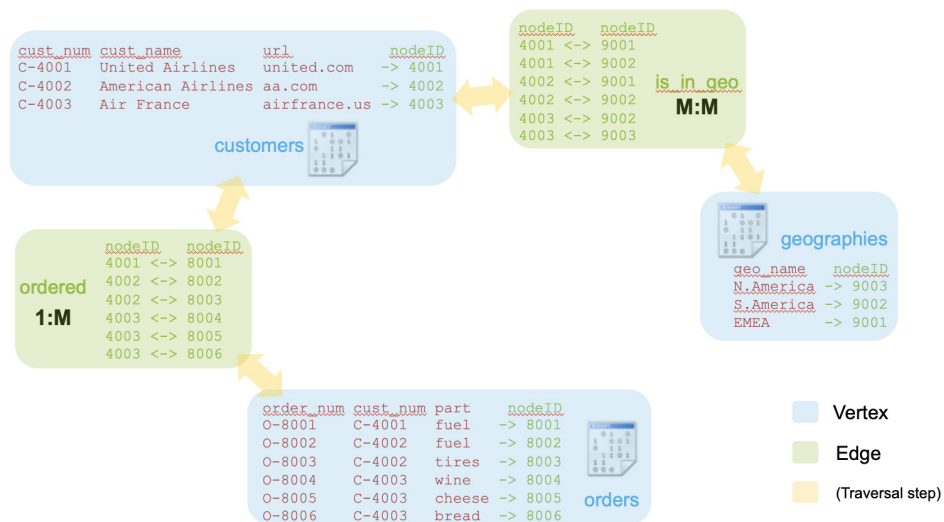 cust_num cust_name url nodeID
C-4001 United Airlines united.com -> 4001
C-4002 American Airlines aa.com -> 4002
C-4003 Air France airfrance.us -> 4003
customers
nodeID nodeID
4001 <-> 9001
4001 <-> 9002
4002 <-> 9001
4002 <-> 9002
4003 <-> 9002
4003 <-> 9003
is_in_geo
M:M
geographies
geo_name nodeID
N.America -> 9003
S.America -> 9002
EMEA -> 9001
ordered
1:M
nodeID nodeID
4001 <-> 8001
4002 <-> 8002
4002 <-> 8003
4003 <-> 8004
4003 <-> 8005
4003 <-> 8006
order_num cust_num part nodeID
O-8001 C-4001 fuel -> 8001
O-8002 C-4002 fuel -> 8002
O-8003 C-4002 tires -> 8003
O-8004 C-4003 wine -> 8004
O-8005 C-4003 cheese -> 8005
O-8006 C-4003 bread -> 8006
orders
Vertex
Edge
(Traversal step)